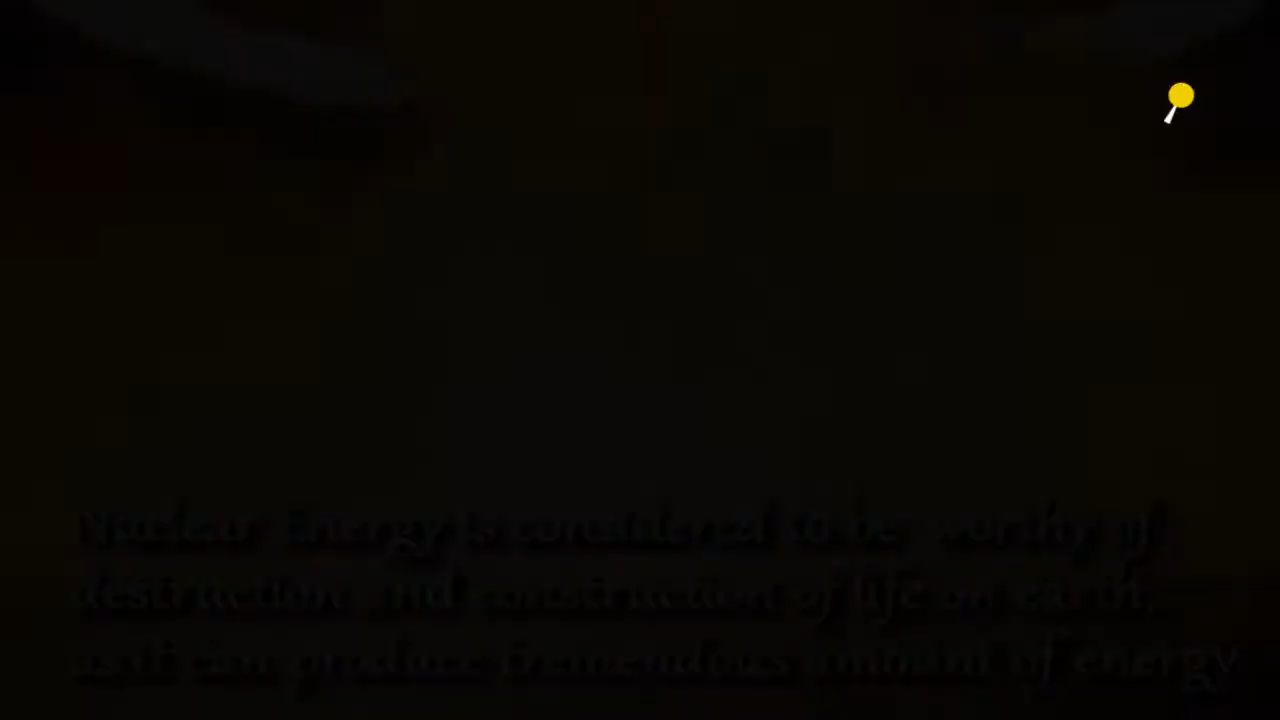 Nuclear Energy is considered to be worthy of
destruction and construction of life on earth,
as it can produce tremendous amount of energy